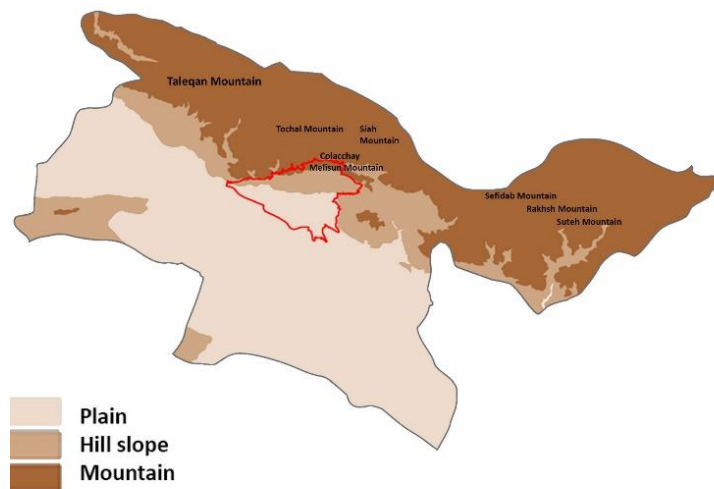 Taleqan Mountain
Tochal Mountain
Siah
Mountain
Colacchay
Melisun Mountain
Sefidab Mountain
Rakhsh Mountain
Suteh Mountain
Plain
Hill slope
Mountain